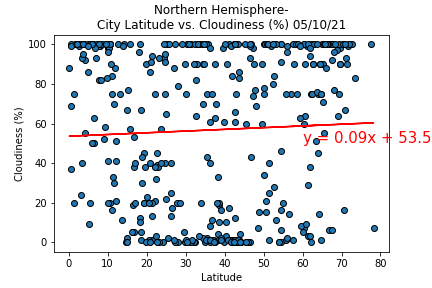 Northern Hemisphere-
City Latitude vs. Cloudiness (%) 05/10/21
100
80
60
40
20
0
Cloudiness (%)
y = 0.09x + 53.5
0 10 20 30 40 50 60 70 80
Latitude